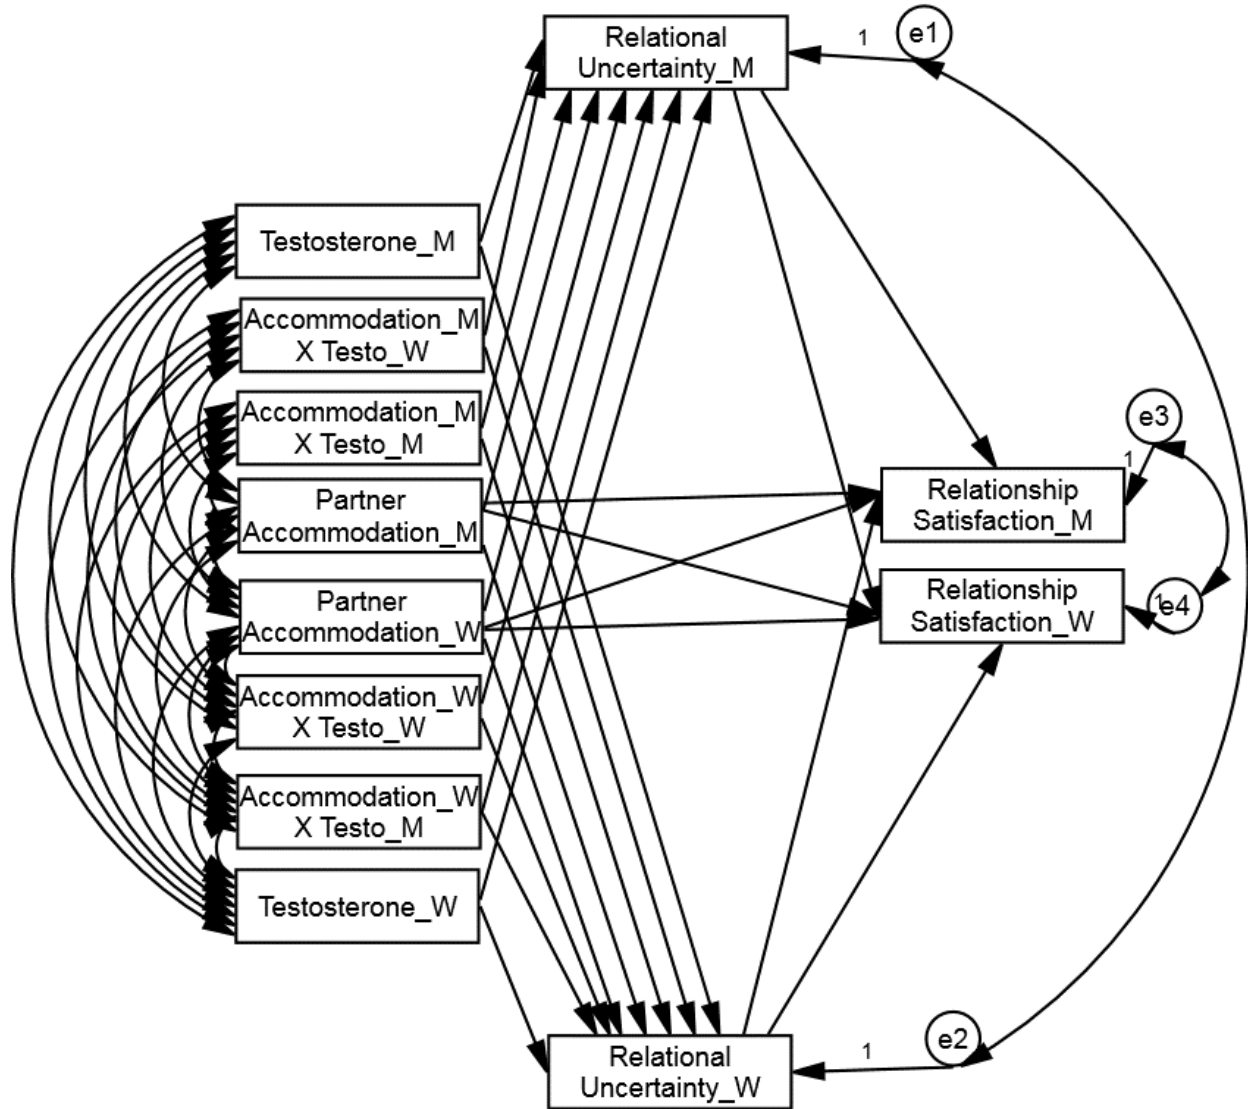 Relational
Uncertainty_M
1
e1
Testosterone_M
Accommodation_M
X Testo_W
Accommodation_M
X Testo_M
Partner
Accommodation_M
Partner
Accommodation_W
Accommodation_W
X Testo_W
Accommodation_W
X Testo_M
Testosterone_W
e3
1
Relationship
Satisfaction_M
Relationship
Satisfaction_W
1
e4
Relational
Uncertainty_W
1
e2